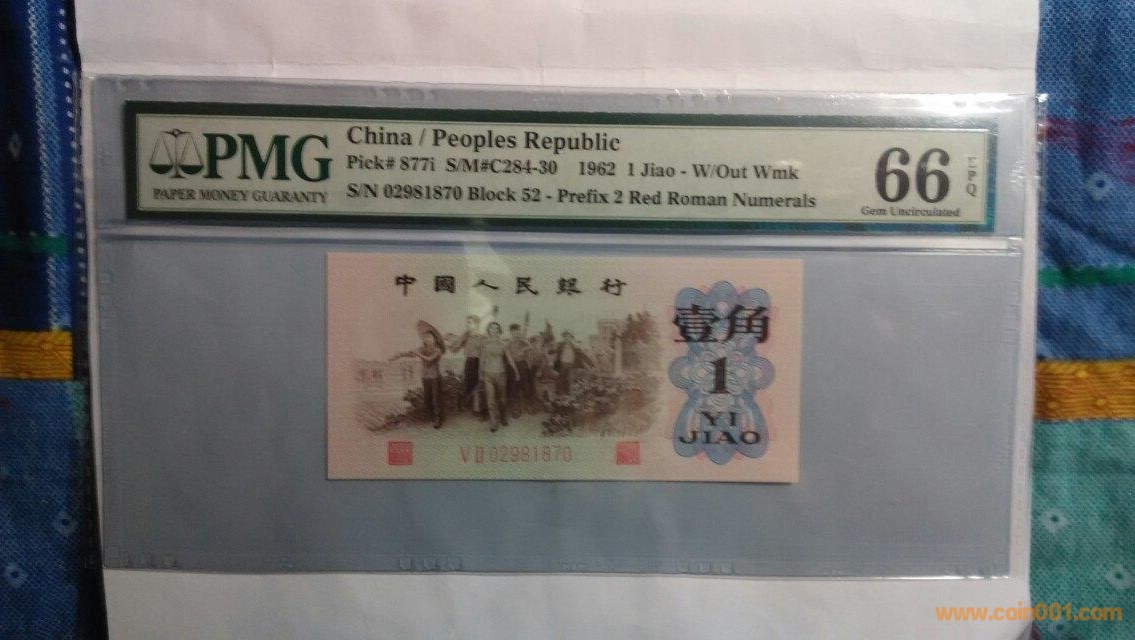 PMG
PAPER MONEY GUARANTY
China / Peoples Republic
Pick# 877i S/M#C284-30 1962 1 Jiao - W/Out Wmk
S/N 02981870 Block 52 - Prefix 2 Red Roman Numerals
66
EPQ
Gem Uncirculated
中國人民銀行
壹角
1
YI
JIAO
V II 02981870
www.coin001.com